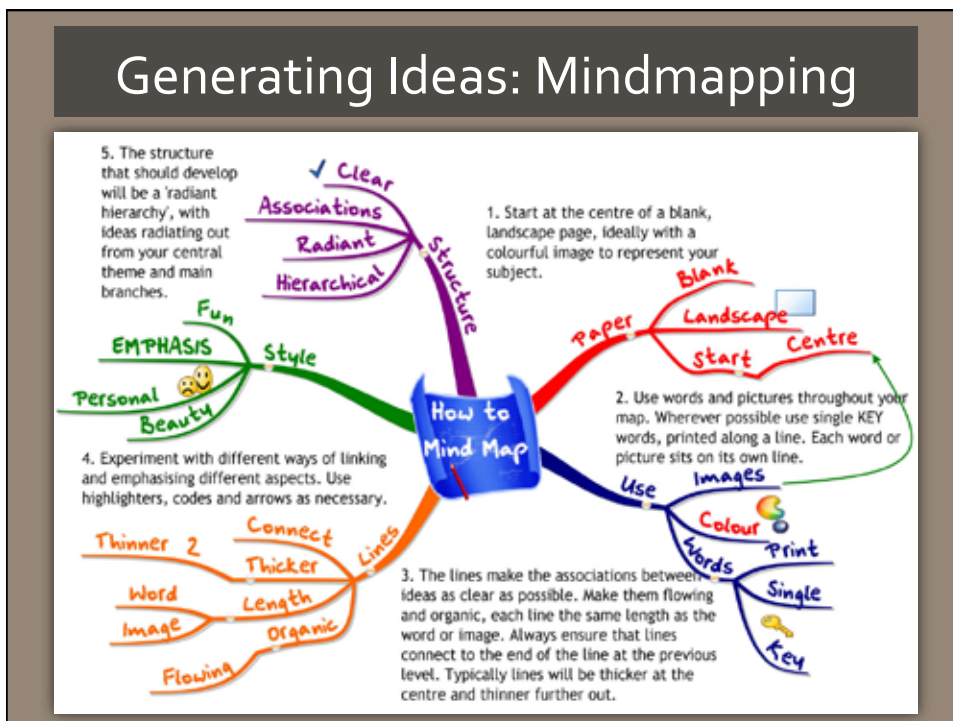 Generating Ideas: Mindmapping
5. The structure
that should develop
will be a 'radiant
hierarchy', with
ideas radiating out
from your central
theme and main
branches.
✓ Clear
Associations
Radiant
Hierarchical
Structure
1. Start at the centre of a blank,
landscape page, ideally with a
colourful image to represent your
subject.
Paper
Blank
Landscape
Start
Centre
Fun
EMPHASIS
Personal
Beauty
Style
How to
Mind Map
2. Use words and pictures throughout your
map. Wherever possible use single KEY
words, printed along a line. Each word or
picture sits on its own line.
Use
Images
Colour
Words
Print
Single
Key
4. Experiment with different ways of linking
and emphasising different aspects. Use
highlighters, codes and arrows as necessary.
Lines
Connect
Thicker
Thinner 2
Length
Word
Image
Organic
Flowing
3. The lines make the associations between
ideas as clear as possible. Make them flowing
and organic, each line the same length as the
word or image. Always ensure that lines
connect to the end of the line at the previous
level. Typically lines will be thicker at the
centre and thinner further out.